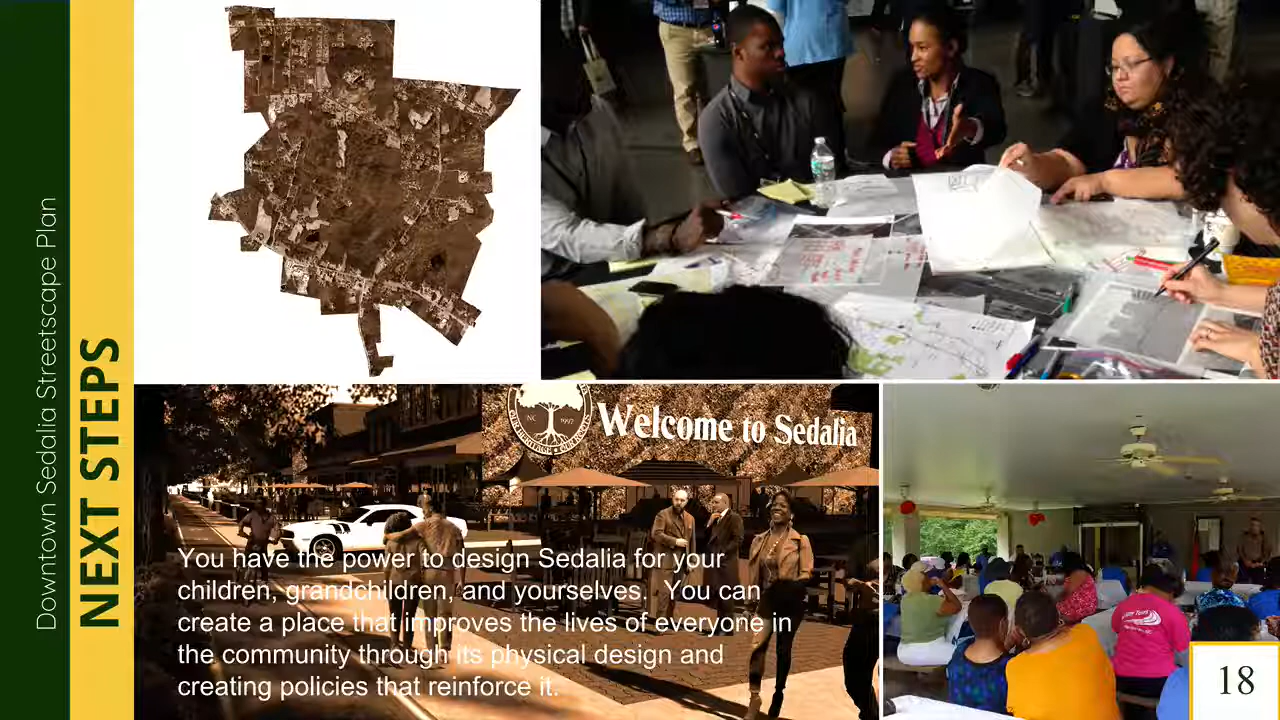 Downtown Sedalia Streetscape Plan
NEXT STEPS
NC 1997
Welcome to Sedalia
You have the power to design Sedalia for your
children, grandchildren, and yourselves. You can
create a place that improves the lives of everyone in
the community through its physical design and
creating policies that reinforce it.
18